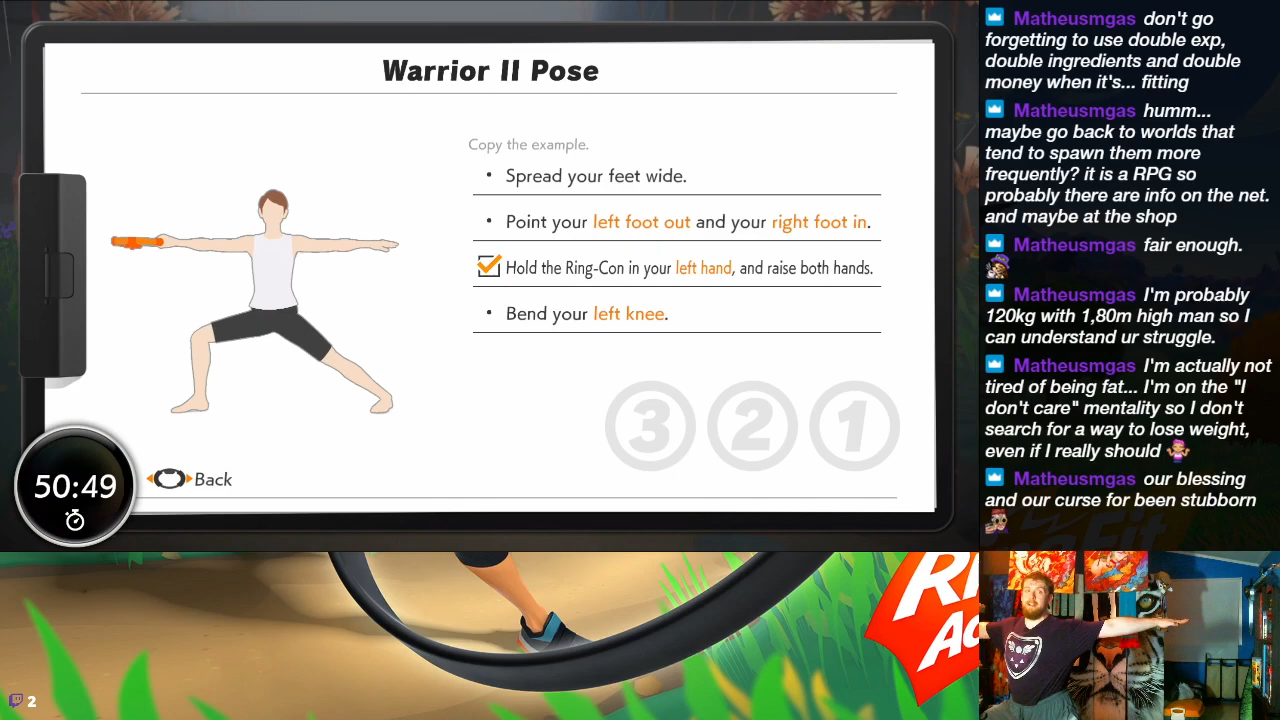 Warrior II Pose
Copy the example.
• Spread your feet wide.
• Point your left foot out and your right foot in.
Hold the Ring-Con in your left hand, and raise both hands.
• Bend your left knee.
3 2 1
50:49
Back
2
Matheusmgas don't go
forgetting to use double exp,
double ingredients and double
money when it's... fitting
Matheusmgas humm...
maybe go back to worlds that
tend to spawn them more
frequently? it is a RPG so
probably there are info on the net.
and maybe at the shop
Matheusmgas fair enough.
Matheusmgas I'm probably
120kg with 1,80m high man so I
can understand ur struggle.
Matheusmgas I'm actually not
tired of being fat... I'm on the "I
don't care" mentality so I don't
search for a way to lose weight,
even if I really should
Matheusmgas our blessing
and our curse for been stubborn